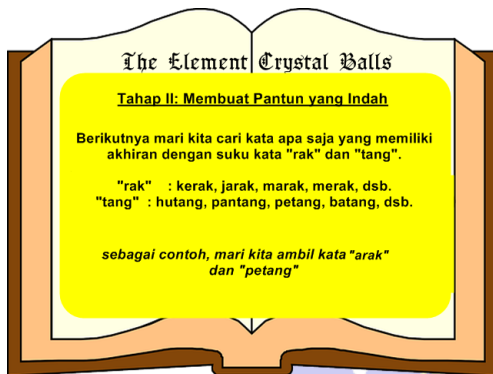 The Element Crystal Balls
Tahap II: Membuat Pantun yang Indah
Berikutnya mari kita cari kata apa saja yang memiliki
akhiran dengan suku kata "rak" dan "tang".
"rak" : kerak, jarak, marak, merak, dsb.
"tang" : hutang, pantang, petang, batang, dsb.
sebagai contoh, mari kita ambil kata "arak"
dan "petang"